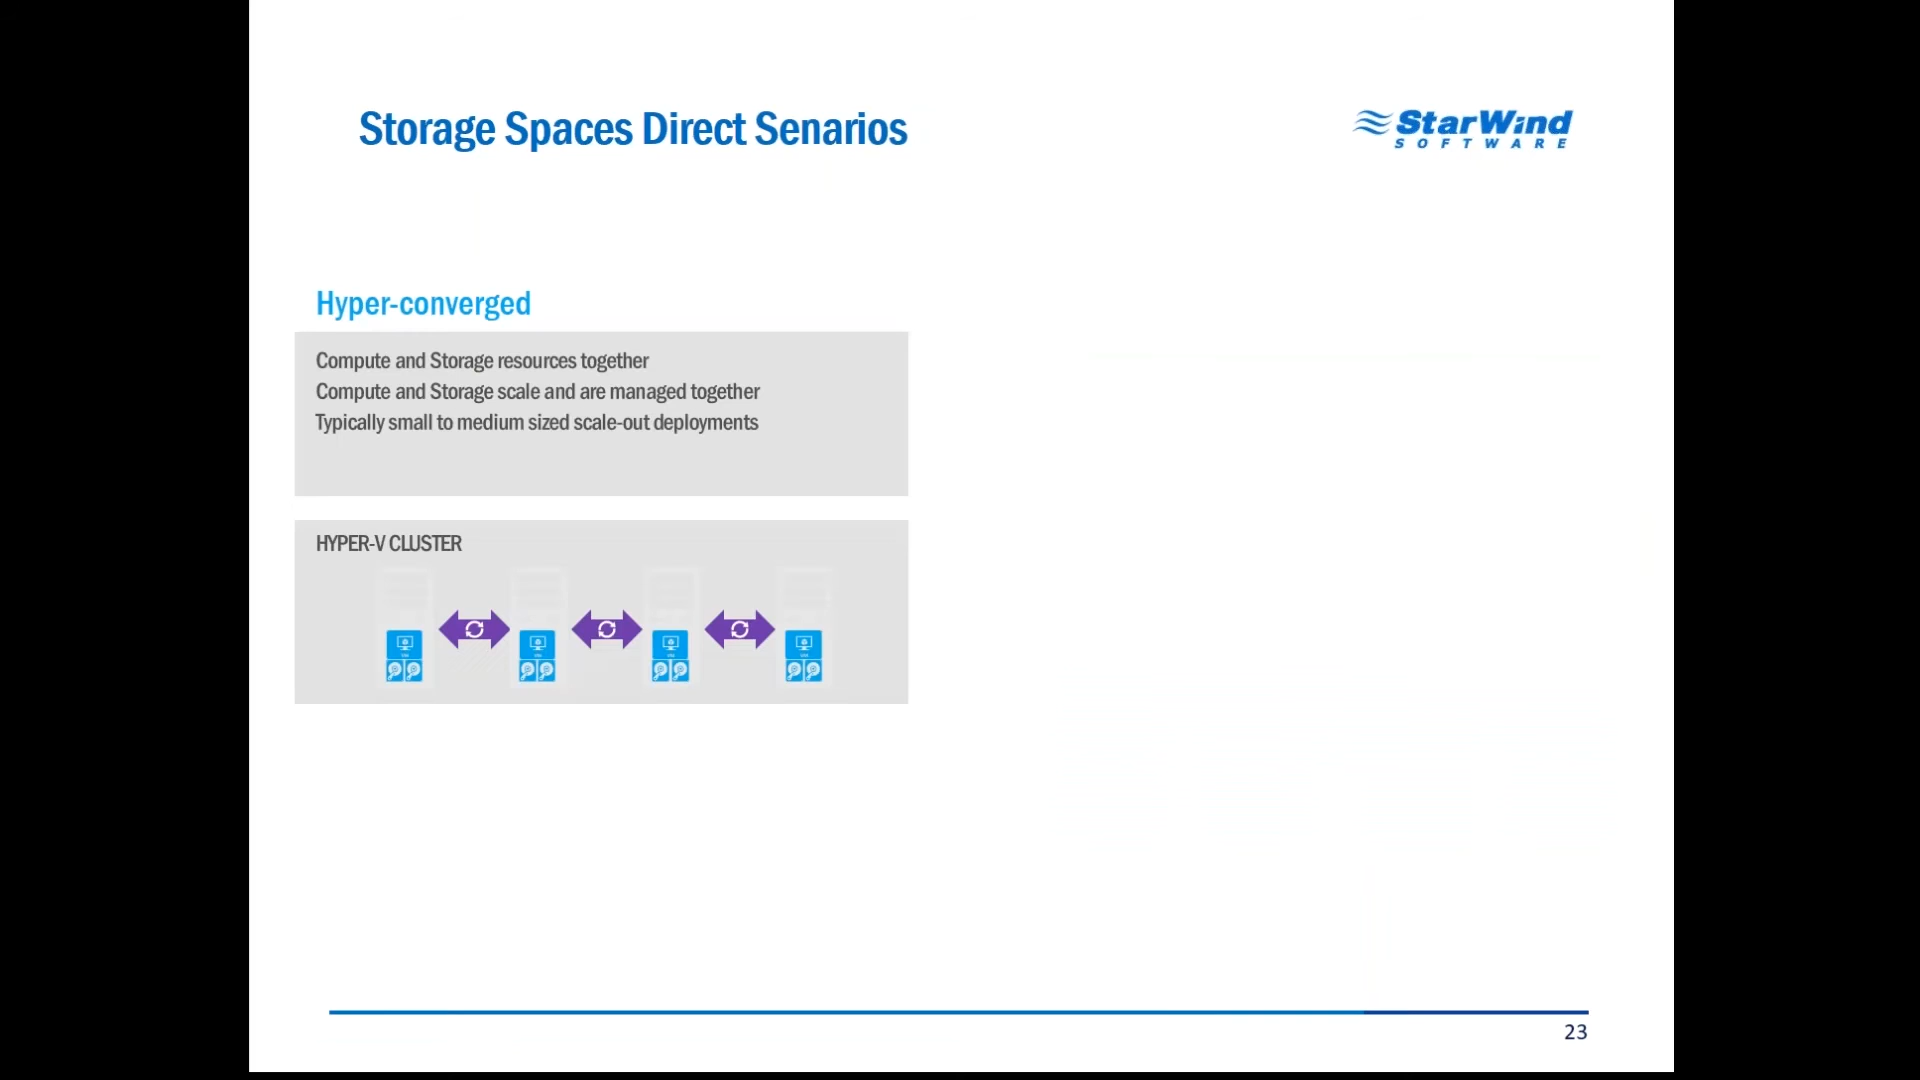 Storage Spaces Direct Senarios
StarWind
SOFTWARE
Hyper-converged
Compute and Storage resources together
Compute and Storage scale and are managed together
Typically small to medium sized scale-out deployments
HYPER-V CLUSTER
23